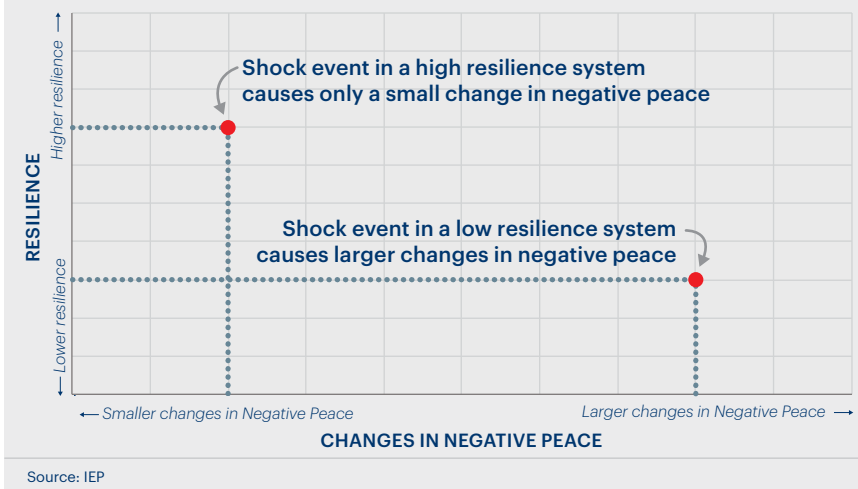 Shock event in a high resilience system
causes only a small change in negative peace
Higher resilience
RESILIENCE
Shock event in a low resilience system
causes larger changes in negative peace
Lower resilience
Smaller changes in Negative Peace
Larger changes in Negative Peace
CHANGES IN NEGATIVE PEACE
Source: IEP